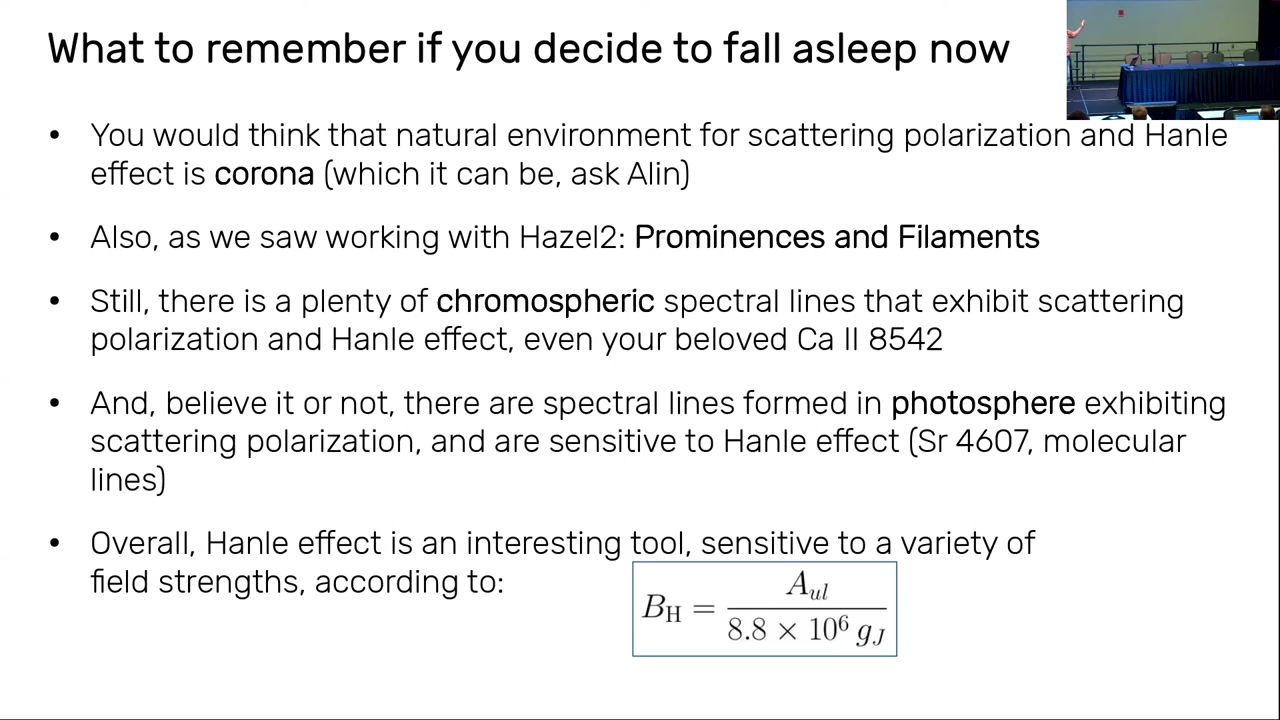 What to remember if you decide to fall asleep now
• You would think that natural environment for scattering polarization and Hanle
effect is corona (which it can be, ask Alin)
• Also, as we saw working with Hazel2: Prominences and Filaments
• Still, there is a plenty of chromospheric spectral lines that exhibit scattering
polarization and Hanle effect, even your beloved Ca II 8542
• And, believe it or not, there are spectral lines formed in photosphere exhibiting
scattering polarization, and are sensitive to Hanle effect (Sr 4607, molecular
lines)
• Overall, Hanle effect is an interesting tool, sensitive to a variety of
field strengths, according to:
B_H = A_ul / (8.8 × 10^6 g_J)